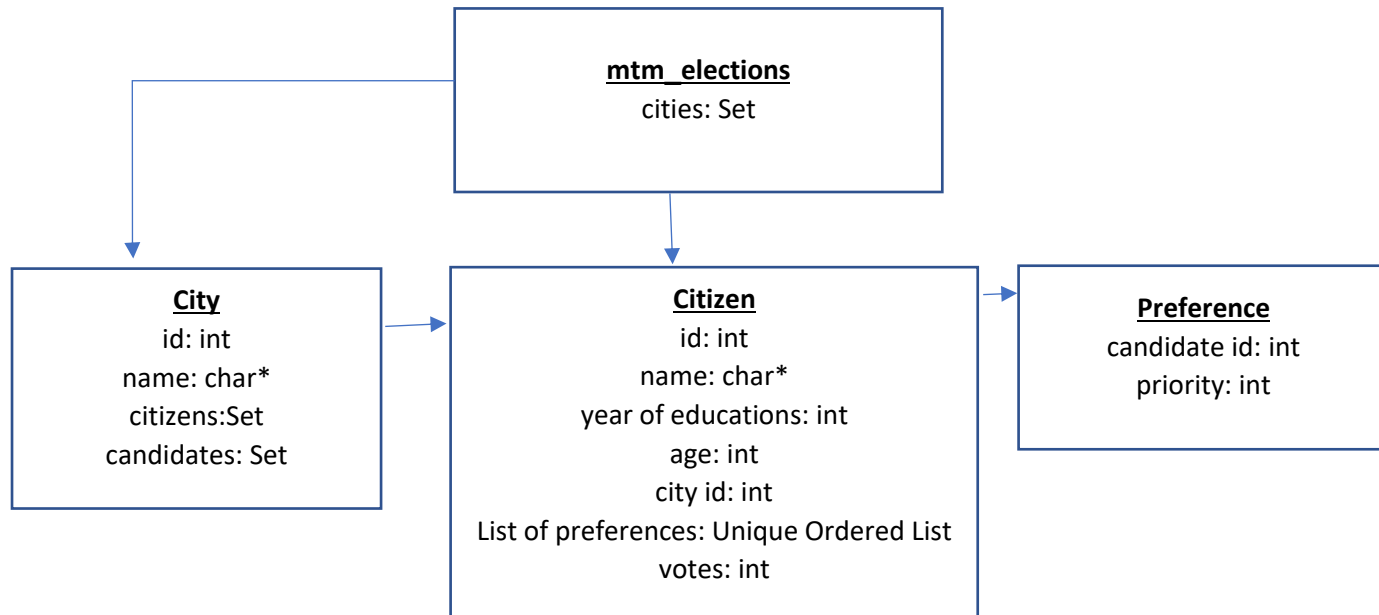 mtm_elections
cities: Set
City
id: int
name: char*
citizens:Set
candidates: Set
Citizen
id: int
name: char*
year of educations: int
age: int
city id: int
List of preferences: Unique Ordered List
votes: int
Preference
candidate id: int
priority: int